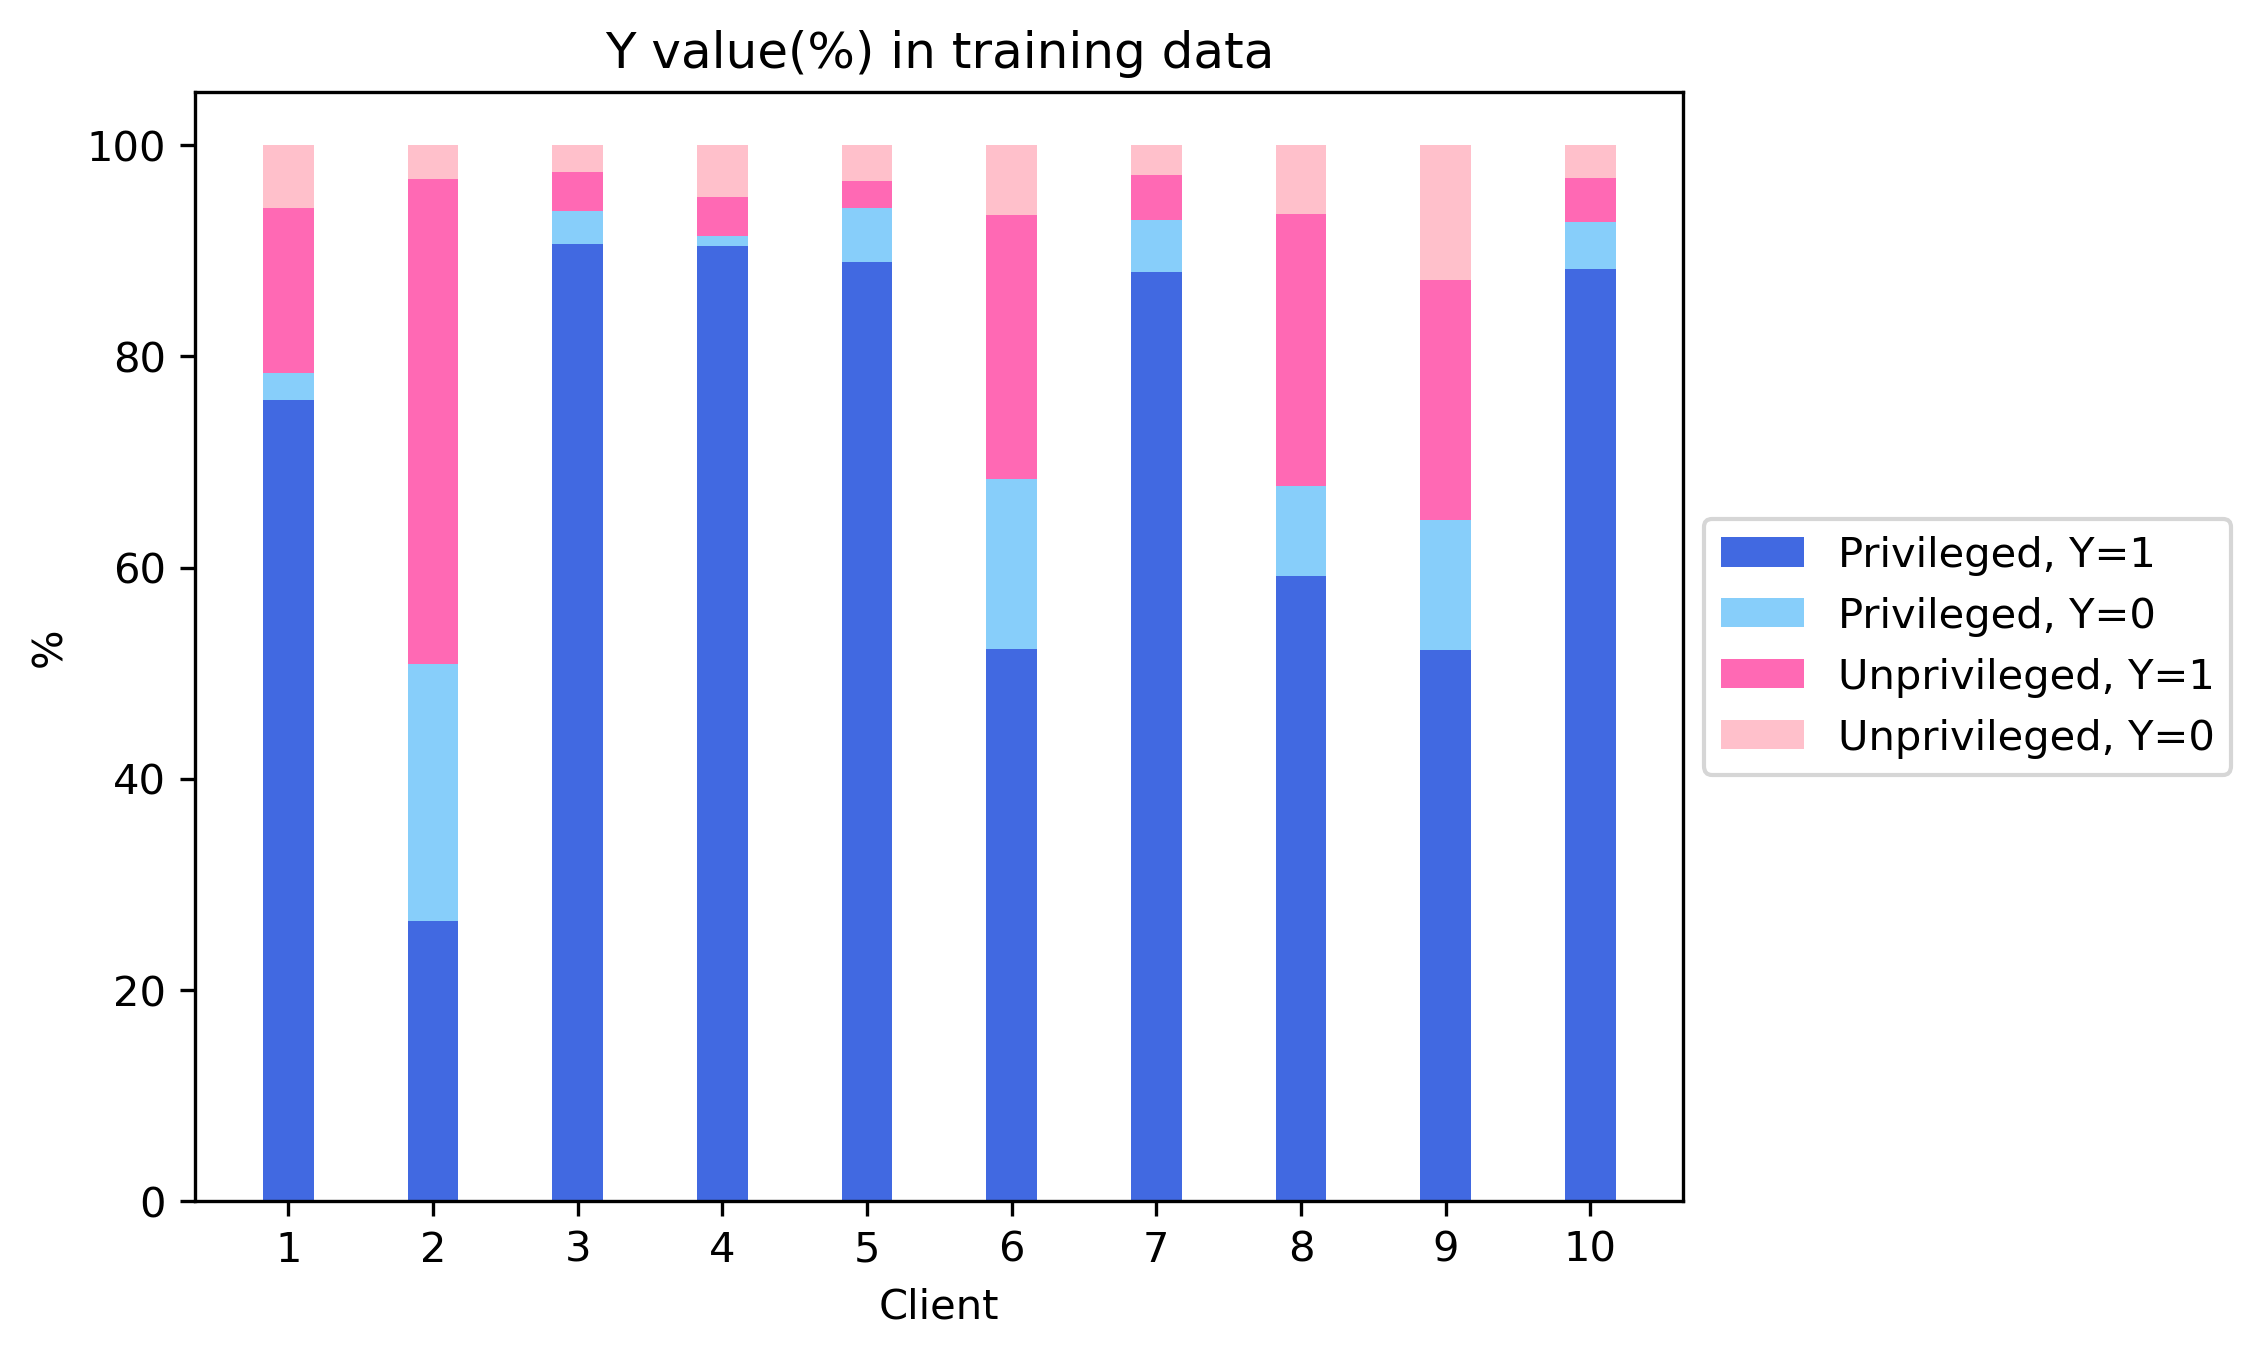 Y value(%) in training data
100
80
60
40
20
0
%
1 2 3 4 5 6 7 8 9 10
Client
Privileged, Y=1
Privileged, Y=0
Unprivileged, Y=1
Unprivileged, Y=0